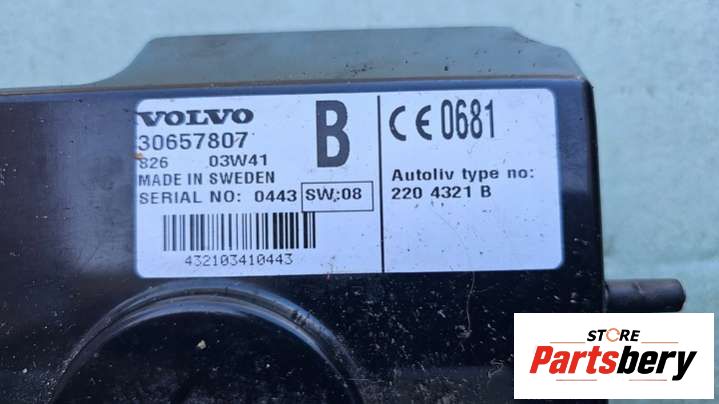 VOLVO
30657807
826 03W41
MADE IN SWEDEN
SERIAL NO: 0443 SW:08
432103410443
B
CE 0681
Autoliv type no:
220 4321 B
STORE
Partsbery